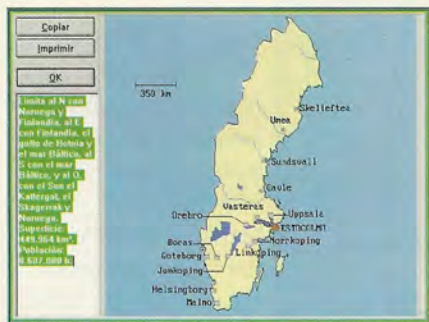 Copiar
Imprimir
OK
Limita al N con
Noruega y
Finlandia, al E
con Finlandia, el
golfo de Botnia y
el mar Báltico, al
S con el mar
Báltico, y al O,
con el Sun el
Kattegat, el
Skagerrak y
Noruega.
Superficie:
449.964 km².
Población:
350 km
Skelleftea
Umea
Sundsvall
Gavle
Vasteras
Orebro
Uppsala
ESTOCOLMO
Boras
Norrkoping
Goteborg
Linkoping
Jonkoping
Helsingborg
Malmo